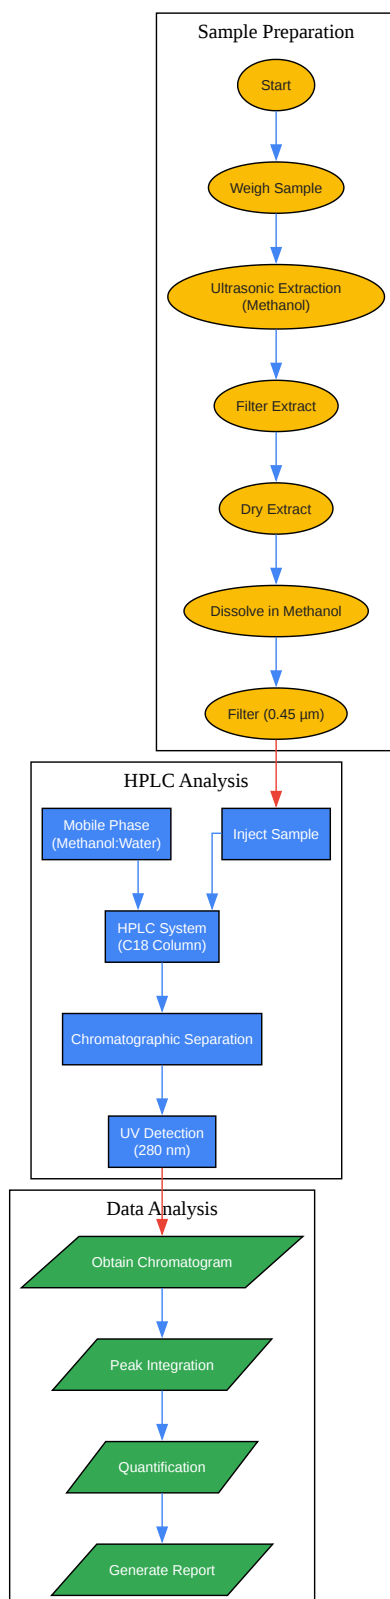 Sample Preparation
Start
Weigh Sample
Ultrasonic Extraction
(Methanol)
Filter Extract
Dry Extract
Dissolve in Methanol
Filter (0.45 µm)
HPLC Analysis
Mobile Phase
(Methanol:Water)
Inject Sample
HPLC System
(C18 Column)
Chromatographic Separation
UV Detection
(280 nm)
Data Analysis
Obtain Chromatogram
Peak Integration
Quantification
Generate Report